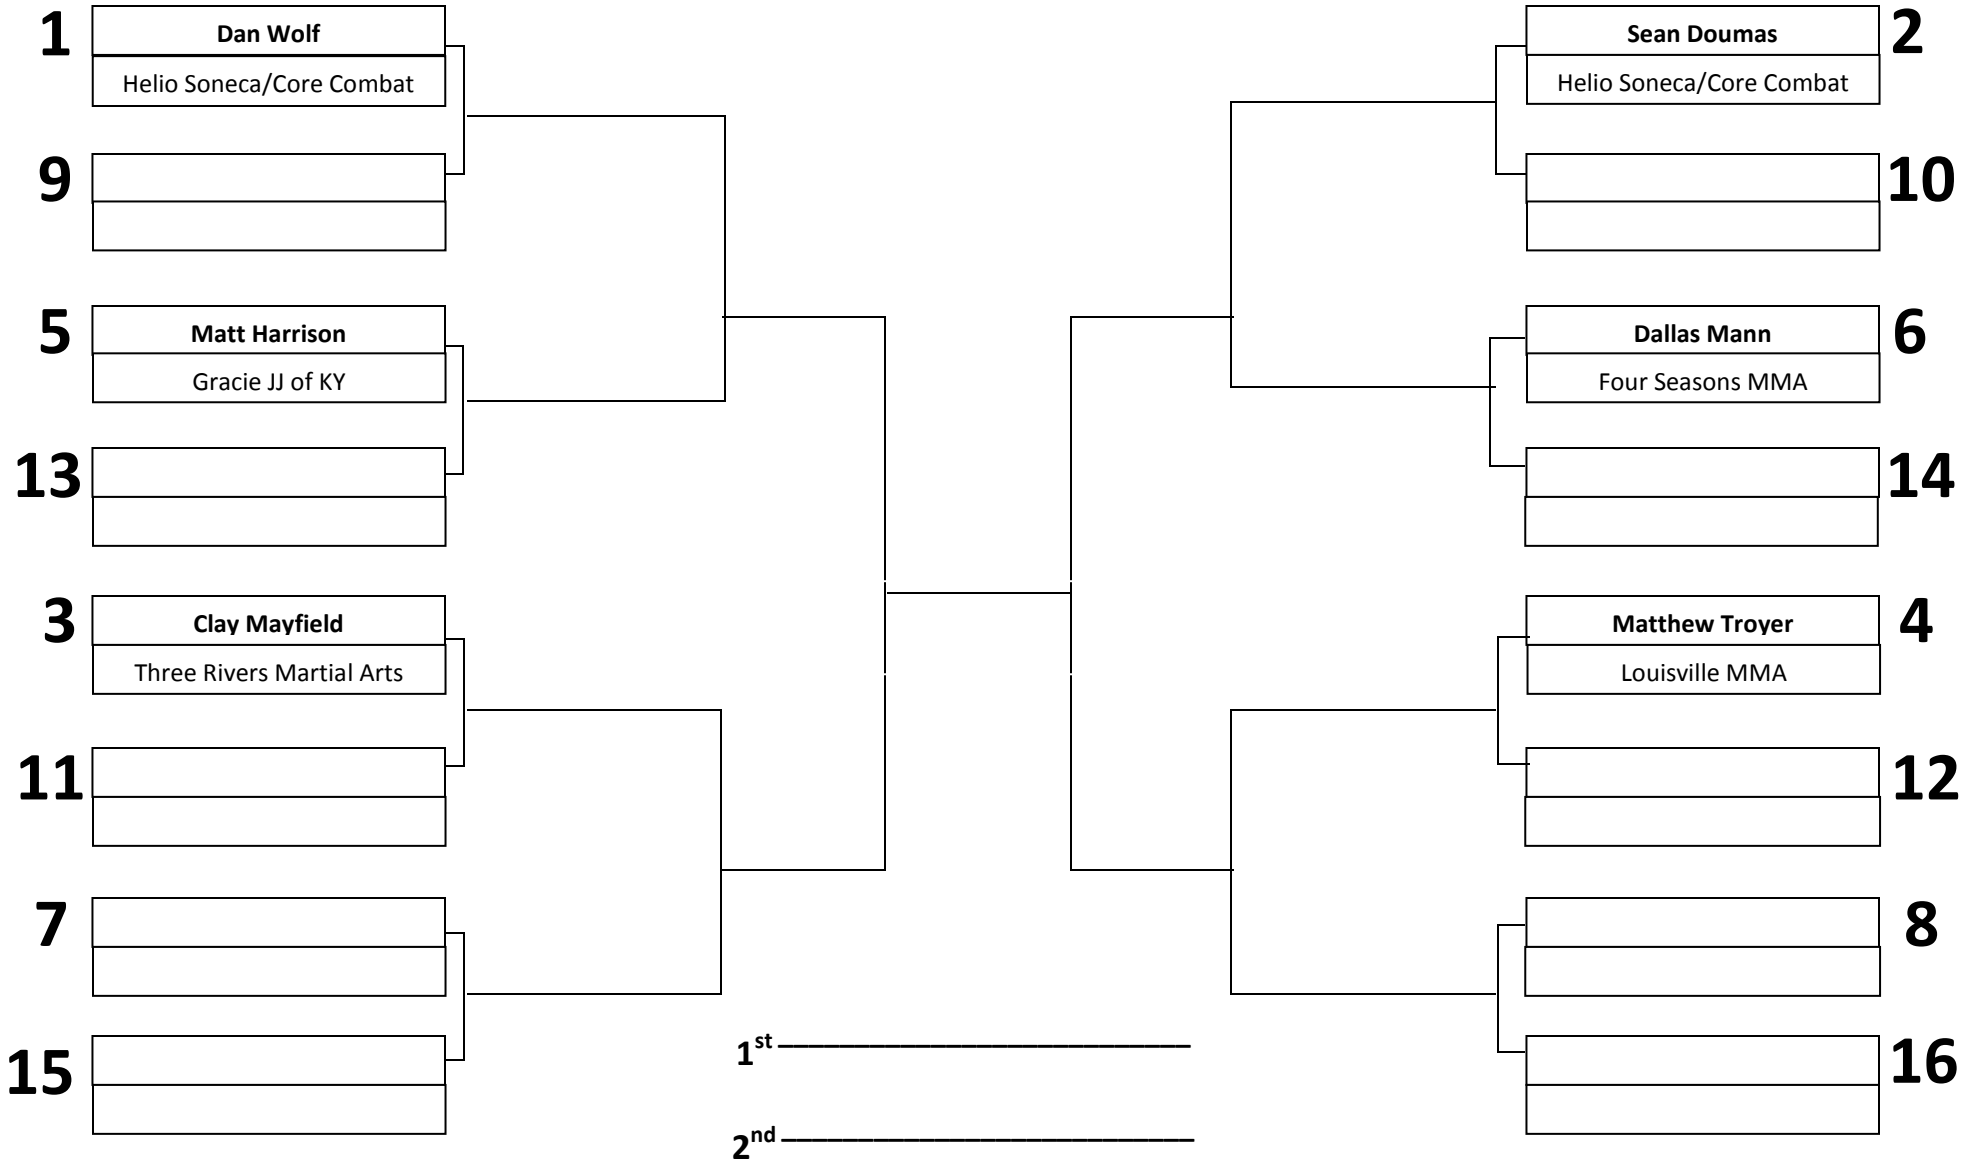 1
Dan Wolf
Helio Soneca/Core Combat
9
5
Matt Harrison
Gracie JJ of KY
13
3
Clay Mayfield
Three Rivers Martial Arts
11
7
15
Sean Doumas
2
Helio Soneca/Core Combat
10
Dallas Mann
6
Four Seasons MMA
14
Matthew Troyer
4
Louisville MMA
12
8
16
1st
2nd